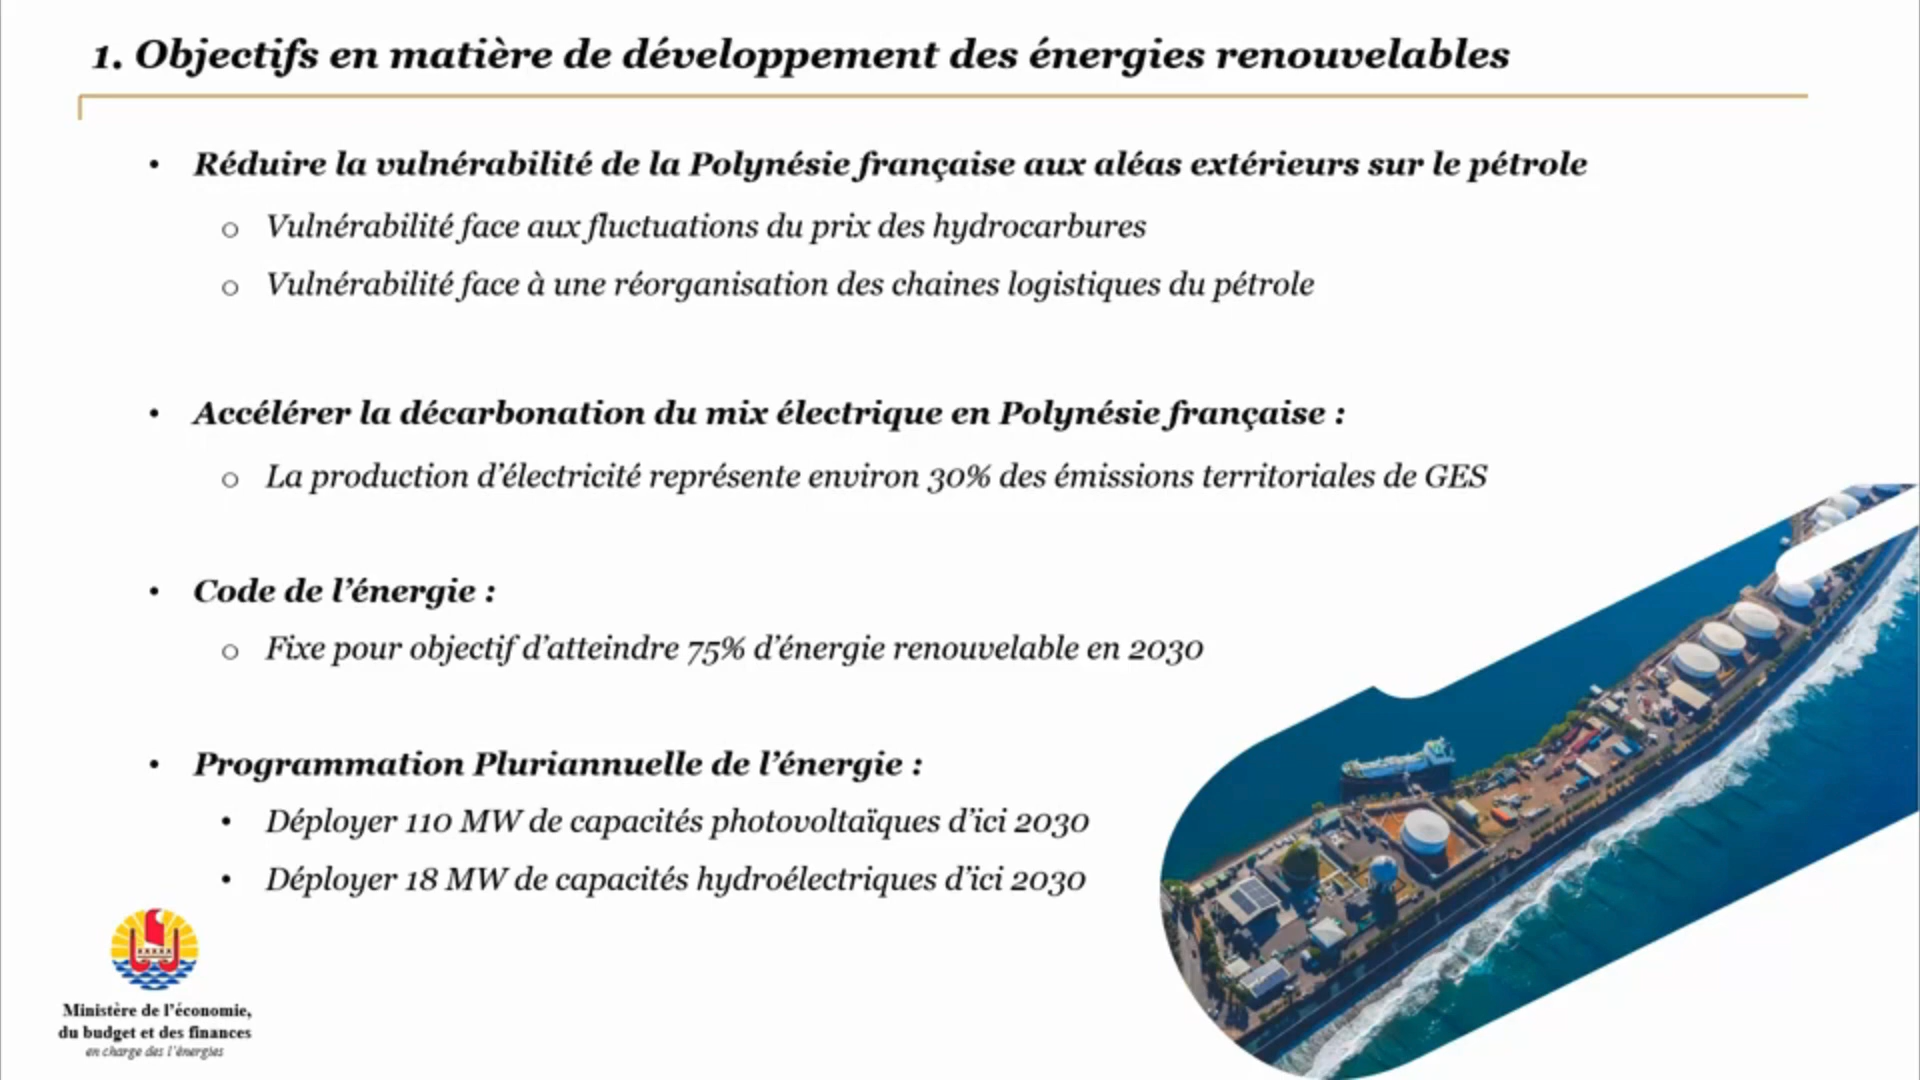 1. Objectifs en matière de développement des énergies renouvelables
• Réduire la vulnérabilité de la Polynésie française aux aléas extérieurs sur le pétrole
o Vulnérabilité face aux fluctuations du prix des hydrocarbures
o Vulnérabilité face à une réorganisation des chaines logistiques du pétrole
• Accélérer la décarbonation du mix électrique en Polynésie française :
o La production d’électricité représente environ 30% des émissions territoriales de GES
• Code de l’énergie :
o Fixe pour objectif d’atteindre 75% d’énergie renouvelable en 2030
• Programmation Pluriannuelle de l’énergie :
• Déployer 110 MW de capacités photovoltaïques d’ici 2030
• Déployer 18 MW de capacités hydroélectriques d’ici 2030
Ministère de l’économie,
du budget et des finances
en charge des l’énergies